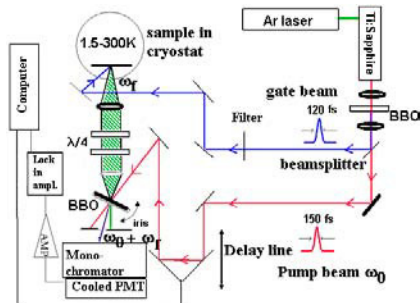 Ar laser
Ti:Sapphire
1.5-300K
sample in
cryostat
ωf
gate beam
120 fs
BBO
Filter
beamsplitter
Computer
λ/4
Lock
in
ampl.
BBO
iris
ω0 + ωf
150 fs
AMP
Mono-
chromator
Cooled PMT
Delay line
Pump beam ω0